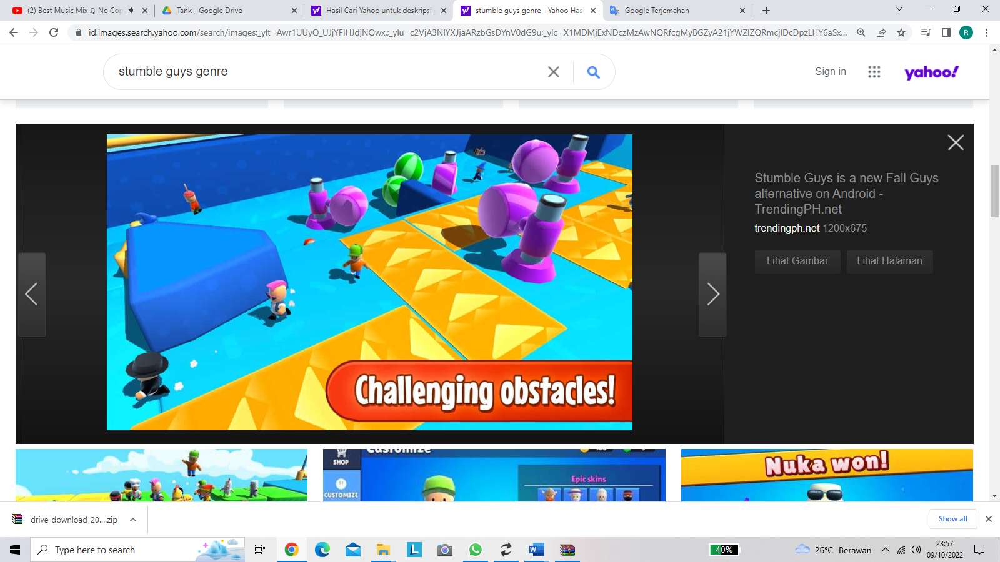 (2) Best Music Mix ♫ No Cop
Tank - Google Drive
Hasil Cari Yahoo untuk deskripsi g
stumble guys genre - Yahoo Has
Google Terjemahan
id.images.search.yahoo.com/search/images;_ylt=Awr1UUyQ_UJjYFIHJdjNQwx.;_ylu=c2VjA3NlYXJjaARzbGsDYnV0dG9u;_ylc=X1MDMjExNDczMzAwNQRfcgMyBGZyA21jYWZlZQRmcjIDcDpzLHY6aSx...
R
stumble guys genre
Sign in
yahoo!
Stumble Guys is a new Fall Guys
alternative on Android -
TrendingPH.net
trendingph.net 1200x675
Lihat Gambar
Lihat Halaman
Challenging obstacles!
SHOP
CUSTOMIZE
Customize
Epic skins
Nuka won!
drive-download-20....zip
Show all
Type here to search
L
40%
26°C Berawan
23:57
09/10/2022